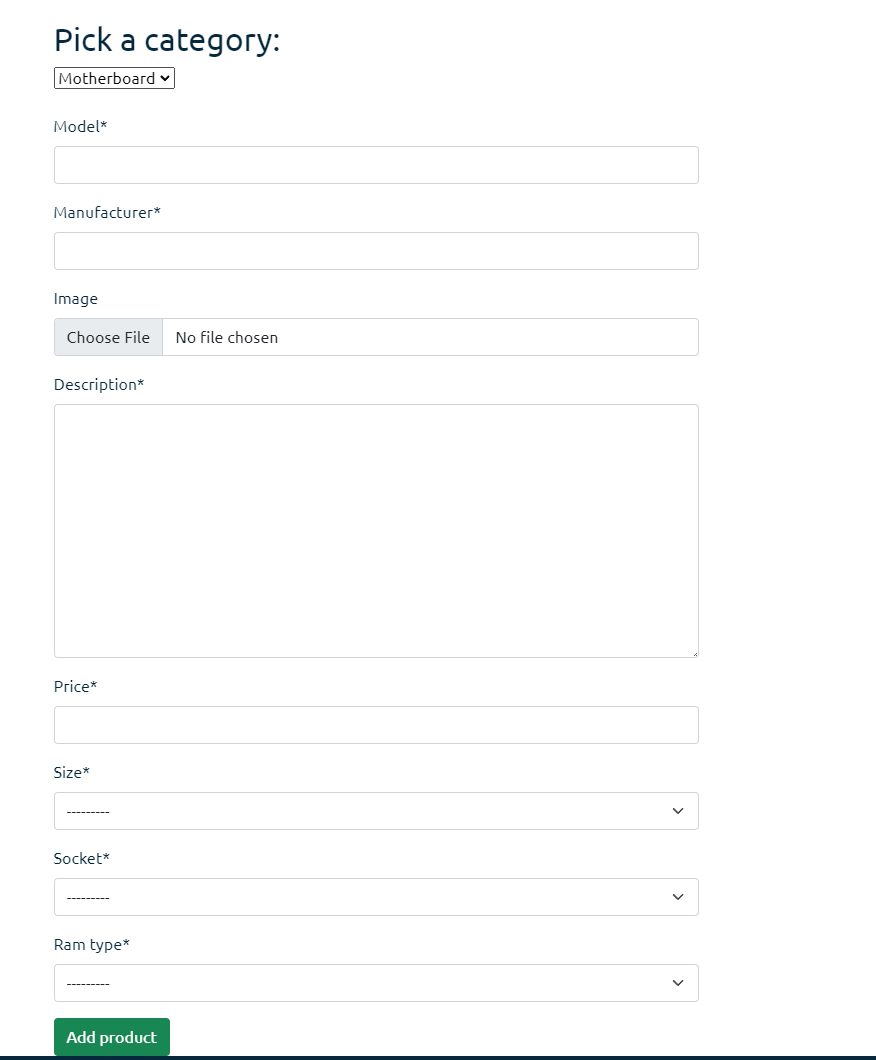 Pick a category:
Motherboard
Model*
Manufacturer*
Image
Choose File No file chosen
Description*
Price*
Size*
---------
Socket*
---------
Ram type*
---------
Add product